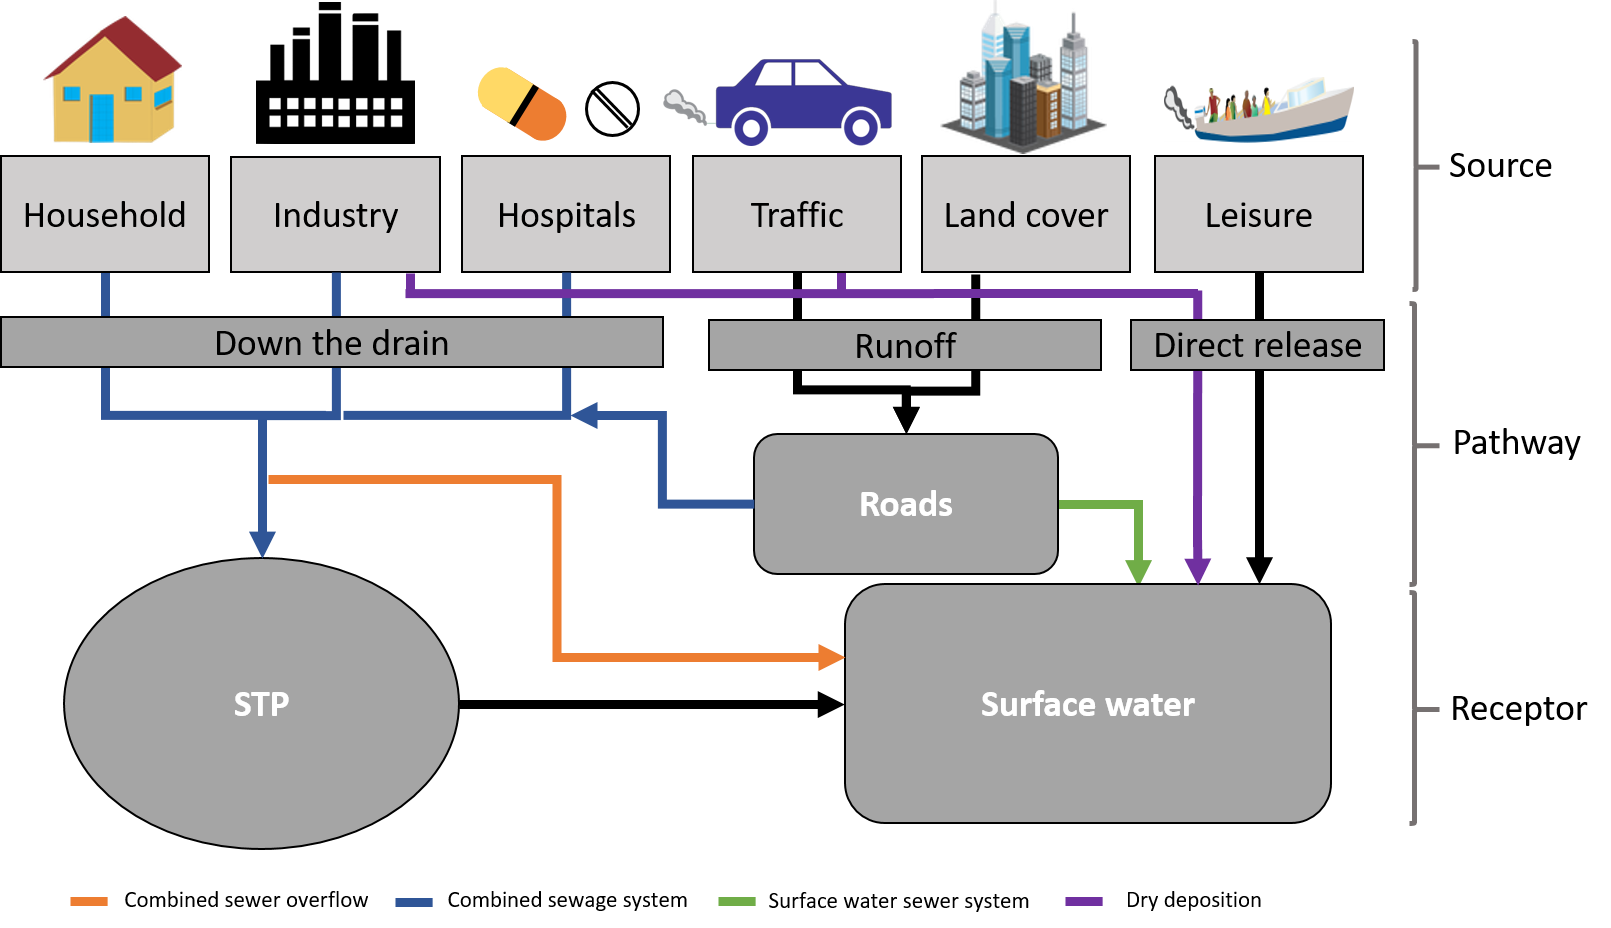 Source
Household
Industry
Hospitals
Traffic
Land cover
Leisure
Down the drain
Runoff
Direct release
Pathway
Roads
STP
Surface water
Receptor
Combined sewer overflow
Combined sewage system
Surface water sewer system
Dry deposition